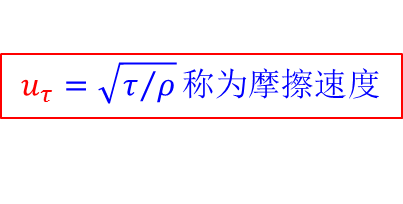 u_τ = √(τ/ρ) 称为摩擦速度